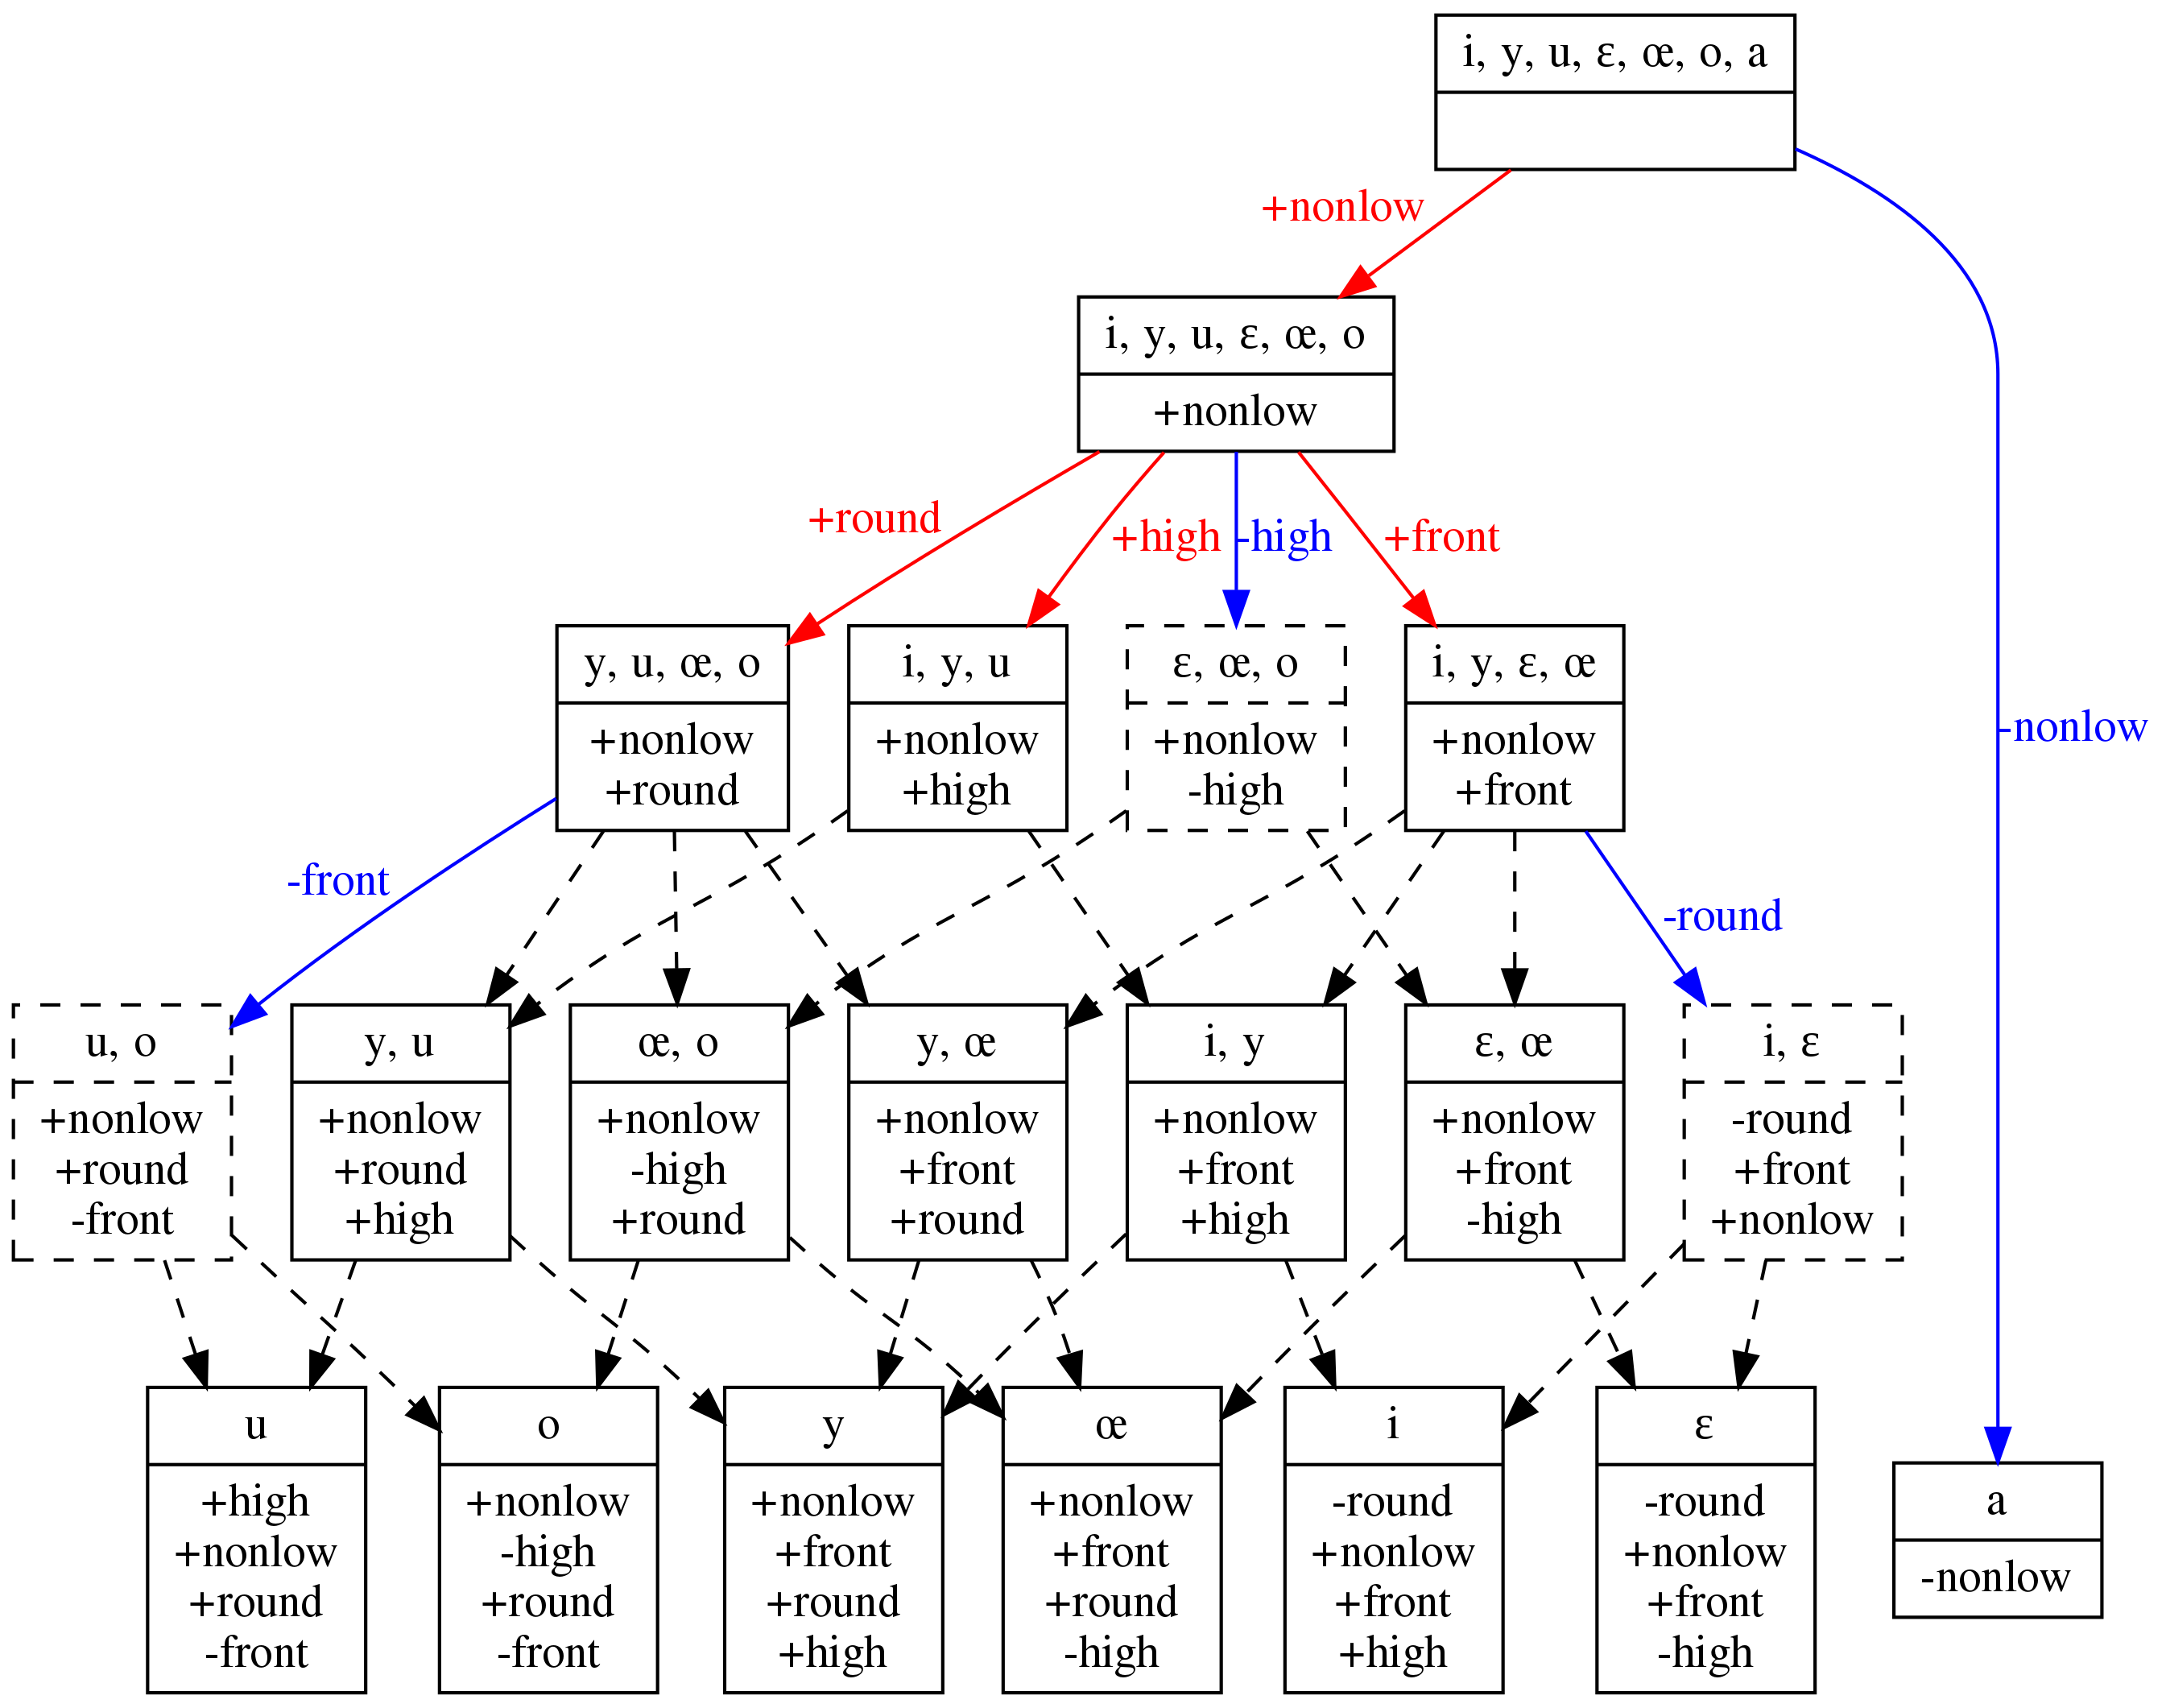 i, y, u, ɛ, œ, o, a
+nonlow
i, y, u, ɛ, œ, o
+nonlow
+round
+high
-high
+front
y, u, œ, o
+nonlow
+round
i, y, u
+nonlow
+high
ɛ, œ, o
+nonlow
-high
i, y, ɛ, œ
+nonlow
+front
-nonlow
-front
-round
u, o
+nonlow
+round
-front
y, u
+nonlow
+round
+high
œ, o
+nonlow
-high
+round
y, œ
+nonlow
+front
+round
i, y
+nonlow
+front
+high
ɛ, œ
+nonlow
+front
-high
i, ɛ
-round
+front
+nonlow
u
+high
+nonlow
+round
-front
o
+nonlow
-high
+round
-front
y
+nonlow
+front
+round
+high
œ
+nonlow
+front
+round
-high
i
-round
+nonlow
+front
+high
ɛ
-round
+nonlow
+front
-high
a
-nonlow